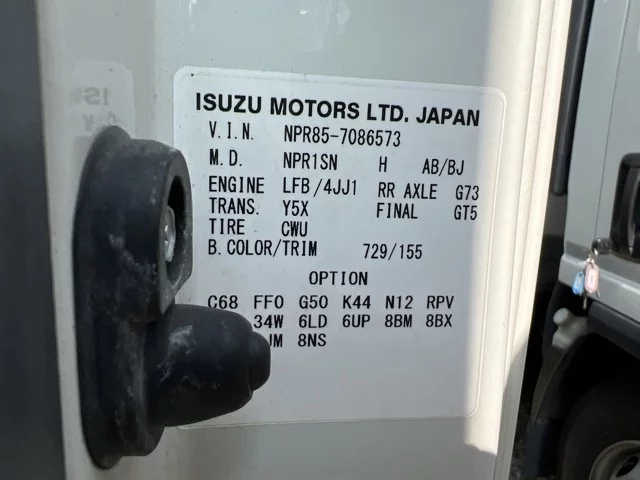 ISUZU MOTORS LTD. JAPAN
V.I.N. NPR85-7086573
M.D. NPR1SN H AB/BJ
ENGINE LFB/4JJ1 RR AXLE G73
TRANS. Y5X FINAL GT5
TIRE CWU
B.COLOR/TRIM 729/155
OPTION
C68 FF0 G50 K44 N12 RPV
34W 6LD 6UP 8BM 8BX
8NS